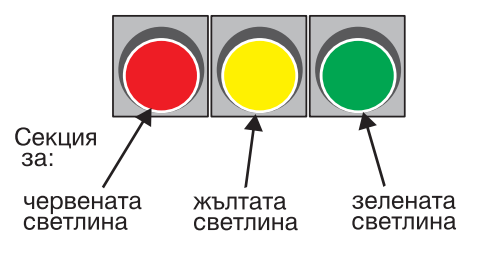 Секция
за:
червената
светлина
жълтата
светлина
зелената
светлина